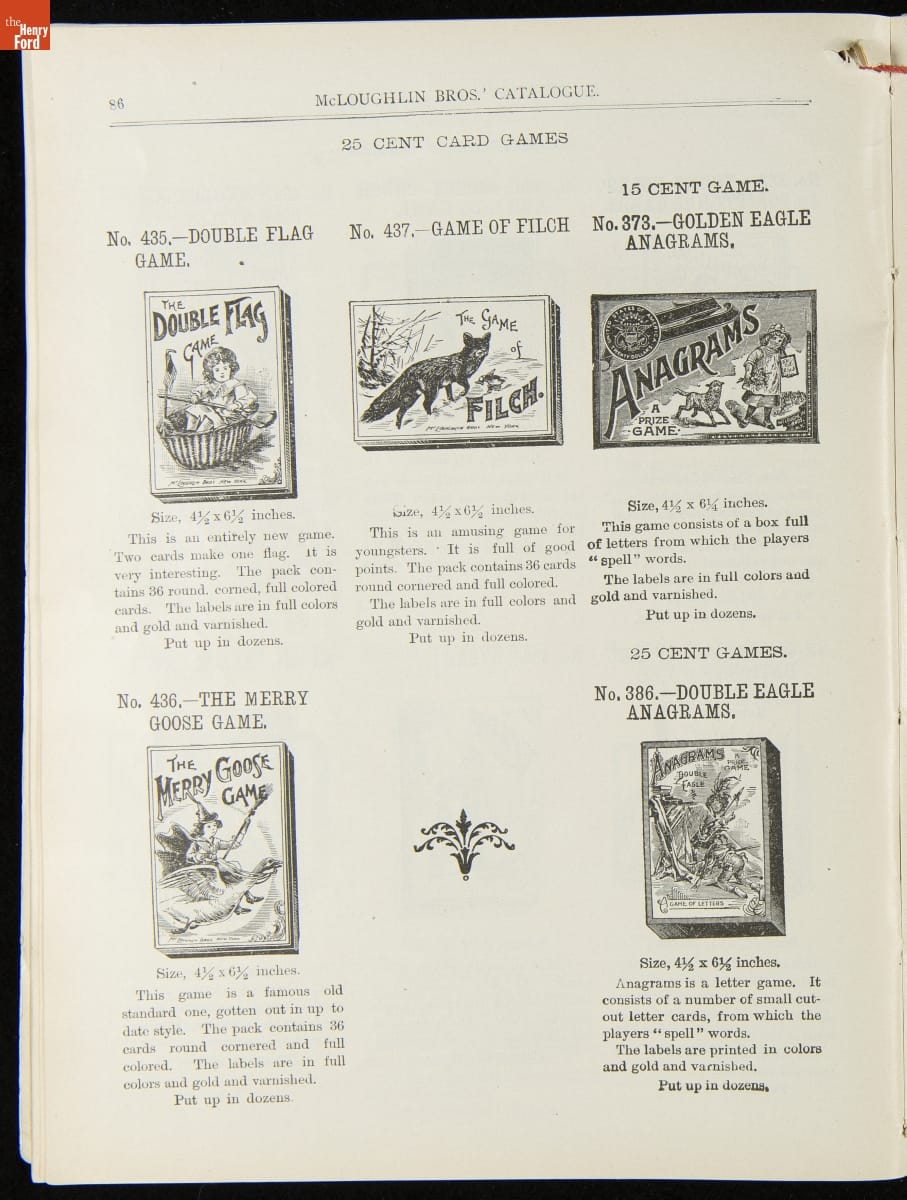 the
Henry
Ford
86
McLOUGHLIN BROS.' CATALOGUE.
25 CENT CARD GAMES
No. 435.—DOUBLE FLAG
GAME.
THE
DOUBLE FLAG
GAME
McLOUGHLIN BROS NEW YORK
Size, 4½ x 6½ inches.
This is an entirely new game.
Two cards make one flag. It is
very interesting. The pack con-
tains 36 round. corned, full colored
cards. The labels are in full colors
and gold and varnished.
Put up in dozens.
No. 436.—THE MERRY
GOOSE GAME.
THE
MERRY GOOSE
GAME
McLOUGHLIN BROS NEW YORK
Size, 4½ x 6½ inches.
This game is a famous old
standard one, gotten out in up to
date style. The pack contains 36
cards round cornered and full
colored. The labels are in full
colors and gold and varnished.
Put up in dozens.
No. 437.—GAME OF FILCH
THE GAME
of
FILCH.
McLOUGHLIN BROS NEW YORK
Size, 4½ x 6½ inches.
This is an amusing game for
youngsters. It is full of good
points. The pack contains 36 cards
round cornered and full colored.
The labels are in full colors and
gold and varnished.
Put up in dozens.
15 CENT GAME.
No. 373.—GOLDEN EAGLE
ANAGRAMS.
ANAGRAMS
A
PRIZE
GAME
Size, 4½ x 6¼ inches.
This game consists of a box full
of letters from which the players
“spell” words.
The labels are in full colors and
gold and varnished.
Put up in dozens.
25 CENT GAMES.
No. 386.—DOUBLE EAGLE
ANAGRAMS.
ANAGRAMS
A
PRIZE
GAME
DOUBLE
EAGLE
GAME OF LETTERS
Size, 4½ x 6½ inches.
Anagrams is a letter game. It
consists of a number of small cut-
out letter cards, from which the
players “spell” words.
The labels are printed in colors
and gold and varnished.
Put up in dozens.